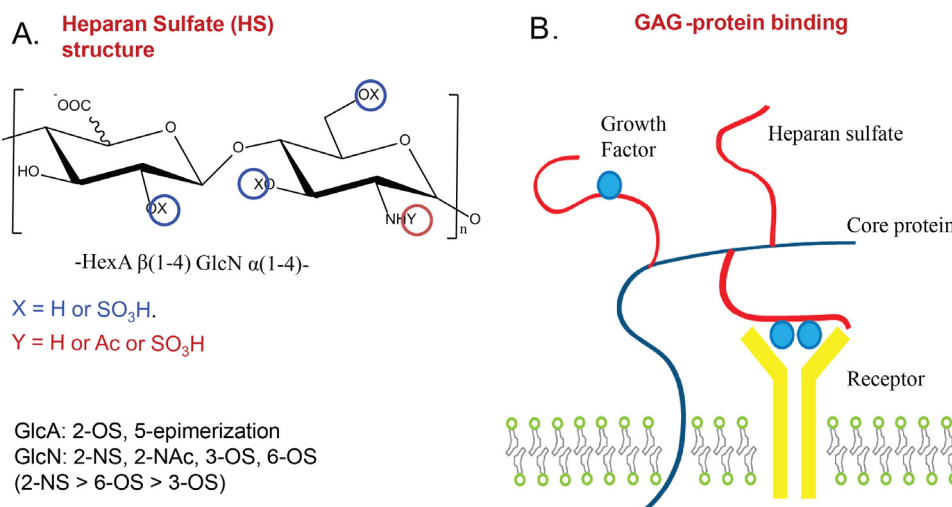 A.
Heparan Sulfate (HS)
structure
-OOC
O
OX
HO
OX
O
XO
O
NHY
O
n
-HexA β(1-4) GlcN α(1-4)-
X = H or SO3H.
Y = H or Ac or SO3H
GlcA: 2-OS, 5-epimerization
GlcN: 2-NS, 2-NAc, 3-OS, 6-OS
(2-NS > 6-OS > 3-OS)
B.
GAG-protein binding
Growth
Factor
Heparan sulfate
Core protein
Receptor